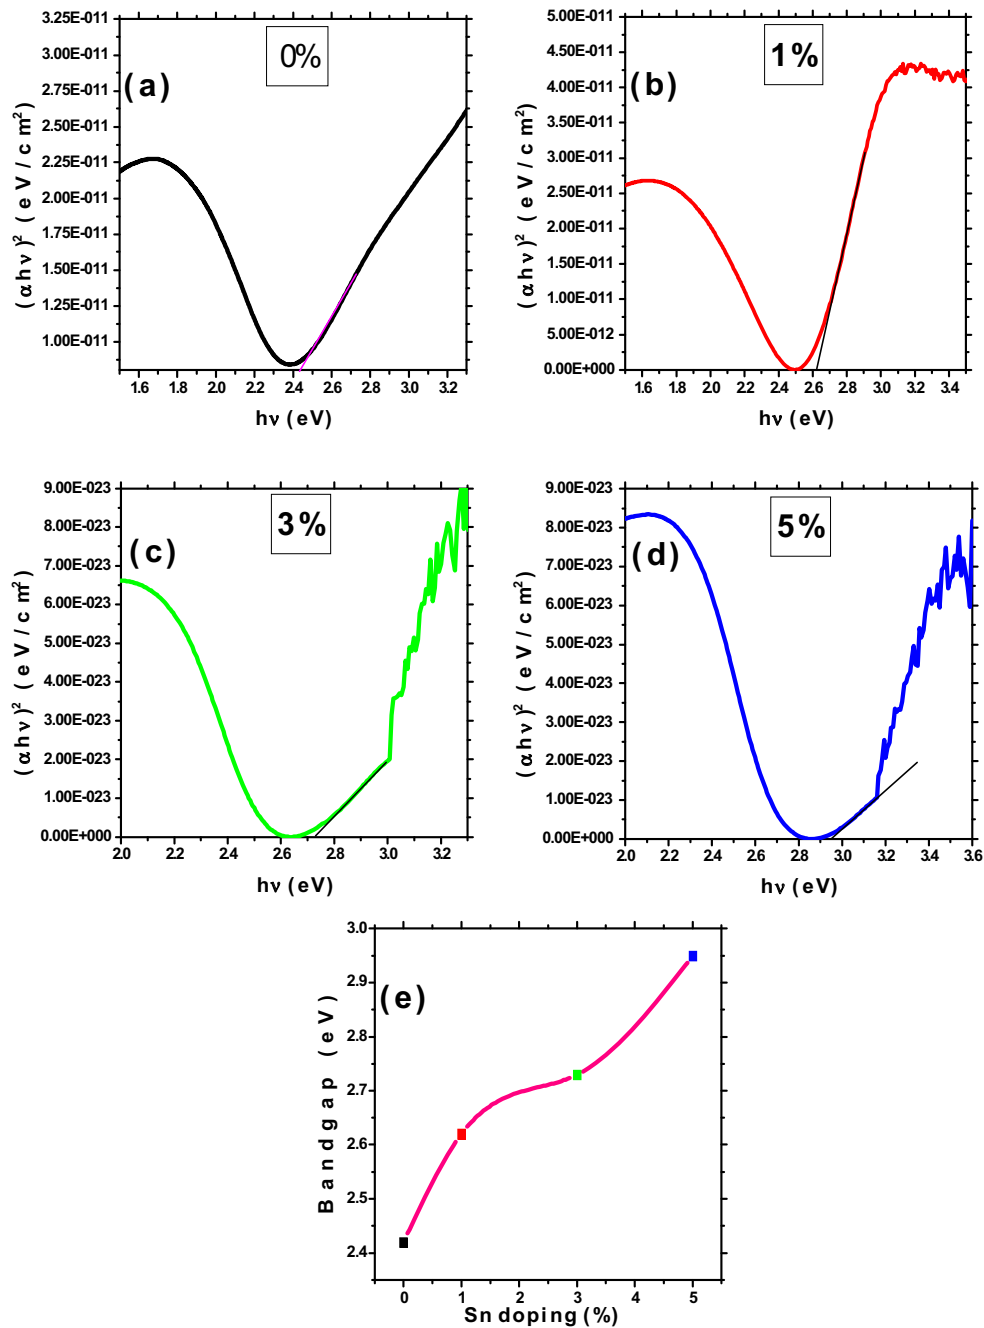 (a)
0%
3.25E-011
3.00E-011
2.75E-011
2.50E-011
2.25E-011
2.00E-011
1.75E-011
1.50E-011
1.25E-011
1.00E-011
(αhν)² (eV/cm²)
1.6 1.8 2.0 2.2 2.4 2.6 2.8 3.0 3.2
hν (eV)
(b)
1%
5.00E-011
4.50E-011
4.00E-011
3.50E-011
3.00E-011
2.50E-011
2.00E-011
1.50E-011
1.00E-011
5.00E-012
0.00E+000
(αhν)² (eV/cm²)
1.6 1.8 2.0 2.2 2.4 2.6 2.8 3.0 3.2 3.4
hν (eV)
(c)
3%
9.00E-023
8.00E-023
7.00E-023
6.00E-023
5.00E-023
4.00E-023
3.00E-023
2.00E-023
1.00E-023
0.00E+000
(αhν)² (eV/cm²)
2.0 2.2 2.4 2.6 2.8 3.0 3.2
hν (eV)
(d)
5%
9.00E-023
8.00E-023
7.00E-023
6.00E-023
5.00E-023
4.00E-023
3.00E-023
2.00E-023
1.00E-023
0.00E+000
(αhν)² (eV/cm²)
2.0 2.2 2.4 2.6 2.8 3.0 3.2 3.4 3.6
hν (eV)
(e)
3.0
2.9
2.8
2.7
2.6
2.5
2.4
Bandgap (eV)
0 1 2 3 4 5
Sn doping (%)